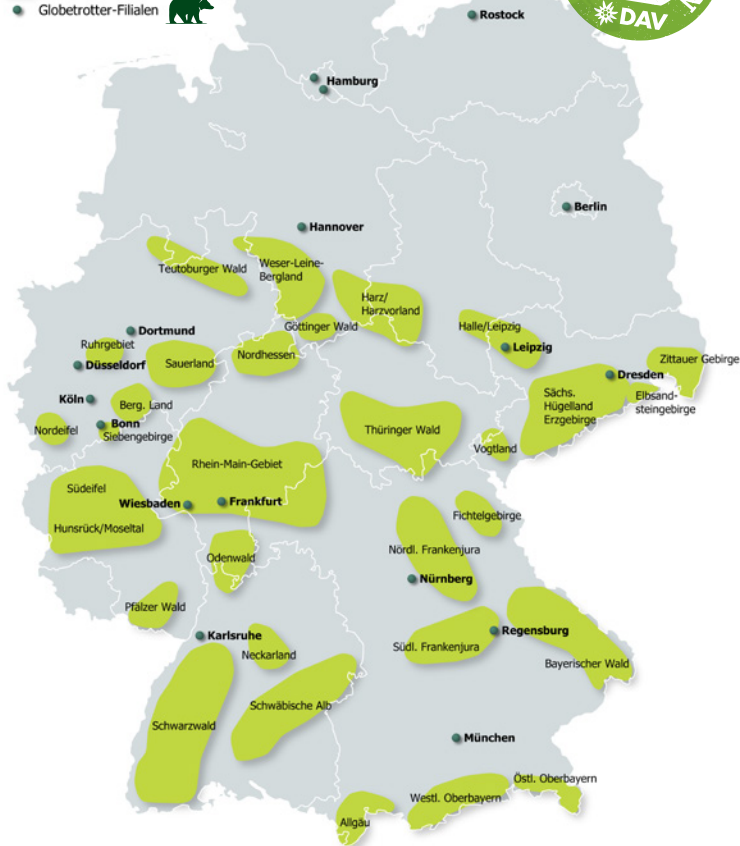 Globetrotter-Filialen
DAV
Rostock
Hamburg
Berlin
Hannover
Teutoburger Wald
Weser-Leine-
Bergland
Harz/
Harzvorland
Göttinger Wald
Halle/Leipzig
Dortmund
Ruhrgebiet
Düsseldorf
Sauerland
Nordhessen
Leipzig
Zittauer Gebirge
Dresden
Köln
Berg. Land
Sächs.
Hügelland
Erzgebirge
Elbsand-
steingebirge
Nordeifel
Bonn
Siebengebirge
Thüringer Wald
Vogtland
Rhein-Main-Gebiet
Südeifel
Wiesbaden
Frankfurt
Hunsrück/Moseltal
Fichtelgebirge
Odenwald
Nördl. Frankenjura
Nürnberg
Pfälzer Wald
Karlsruhe
Regensburg
Neckarland
Südl. Frankenjura
Bayerischer Wald
Schwäbische Alb
Schwarzwald
München
Östl. Oberbayern
Westl. Oberbayern
Allgäu